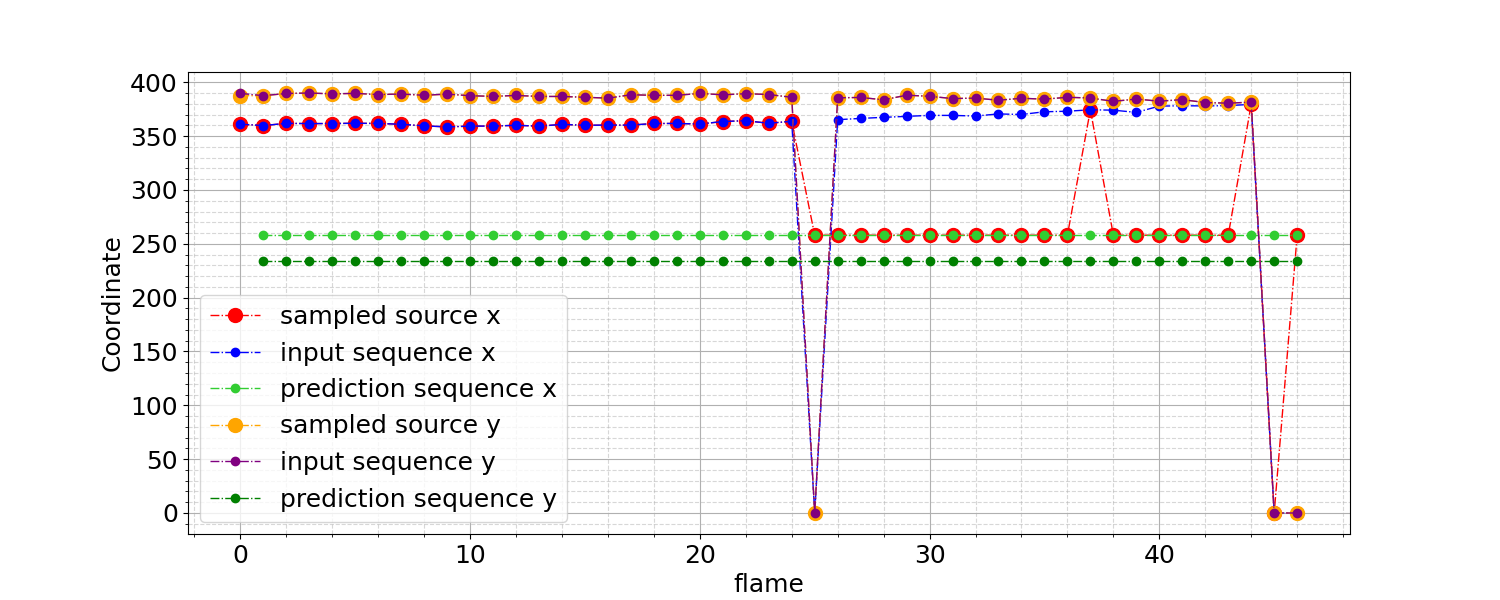 400
350
300
250
200
150
100
50
0
Coordinate
sampled source x
input sequence x
prediction sequence x
sampled source y
input sequence y
prediction sequence y
0 10 20 30 40
flame